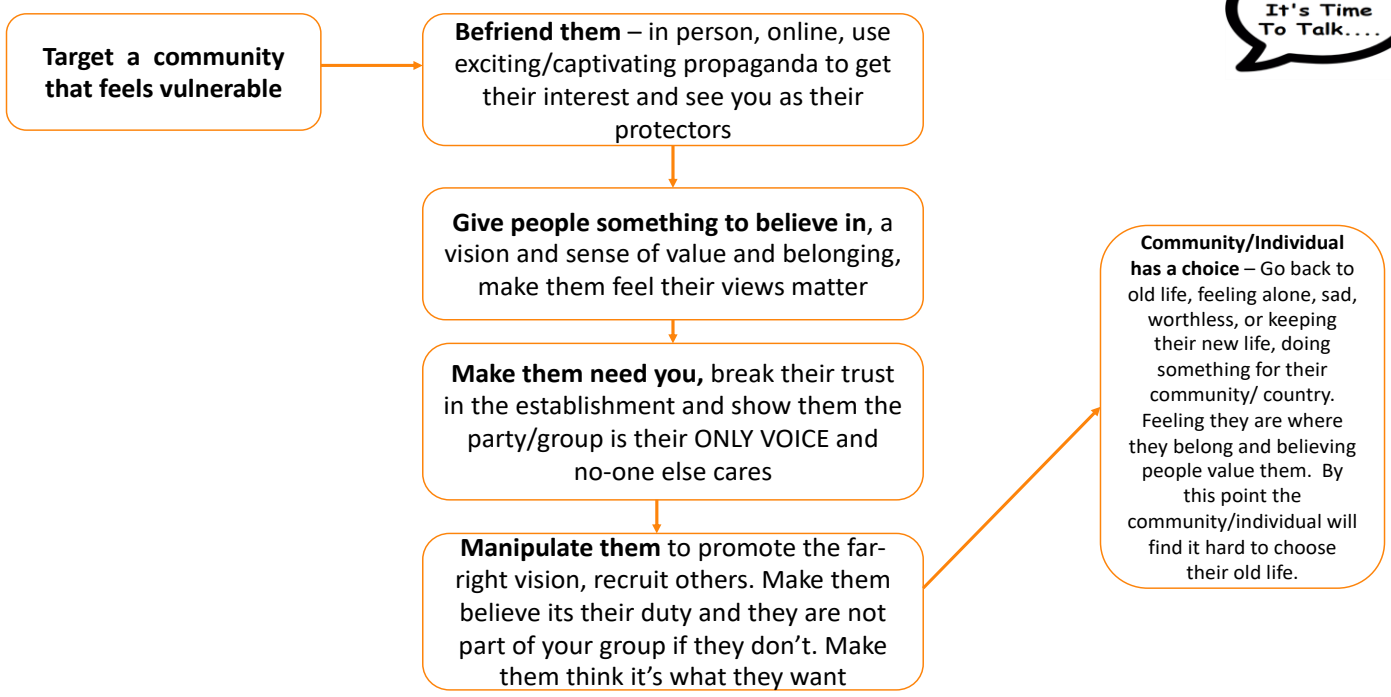 It's Time
To Talk....
Target a community
that feels vulnerable
Befriend them – in person, online, use
exciting/captivating propaganda to get
their interest and see you as their
protectors
Give people something to believe in, a
vision and sense of value and belonging,
make them feel their views matter
Make them need you, break their trust
in the establishment and show them the
party/group is their ONLY VOICE and
no-one else cares
Manipulate them to promote the far-
right vision, recruit others. Make them
believe its their duty and they are not
part of your group if they don't. Make
them think it's what they want
Community/Individual
has a choice – Go back to
old life, feeling alone, sad,
worthless, or keeping
their new life, doing
something for their
community/ country.
Feeling they are where
they belong and believing
people value them. By
this point the
community/individual will
find it hard to choose
their old life.